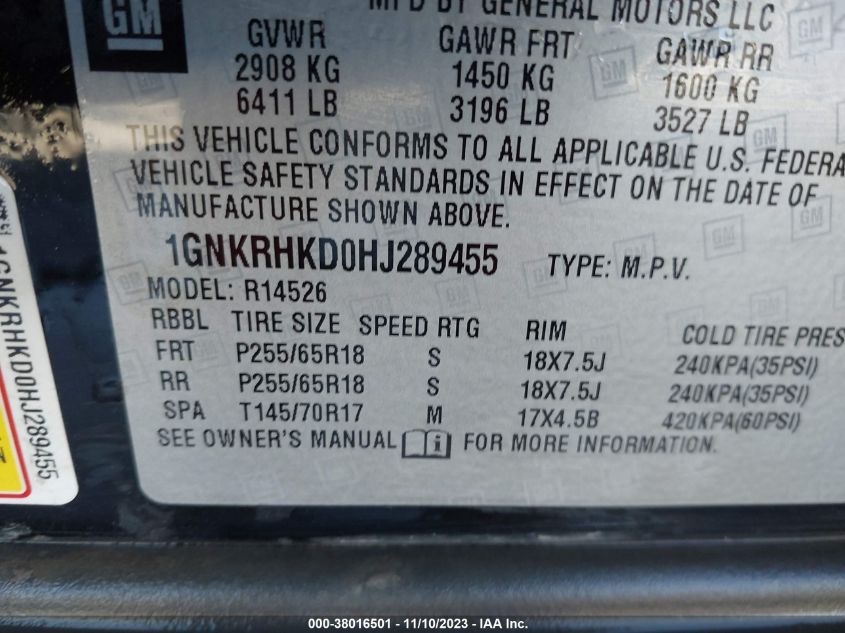 GM
MFD BY GENERAL MOTORS LLC
GVWR GAWR FRT GAWR RR
2908 KG 1450 KG 1600 KG
6411 LB 3196 LB 3527 LB
THIS VEHICLE CONFORMS TO ALL APPLICABLE U.S. FEDERA
VEHICLE SAFETY STANDARDS IN EFFECT ON THE DATE OF
MANUFACTURE SHOWN ABOVE.
1GNKRHKD0HJ289455 TYPE: M.P.V.
MODEL: R14526
RBBL TIRE SIZE SPEED RTG RIM COLD TIRE PRES
FRT P255/65R18 S 18X7.5J 240KPA(35PSI)
RR P255/65R18 S 18X7.5J 240KPA(35PSI)
SPA T145/70R17 M 17X4.5B 420KPA(60PSI)
SEE OWNER'S MANUAL i FOR MORE INFORMATION.
1GNKRHKD0HJ289455
000-38016501 - 11/10/2023 - IAA Inc.